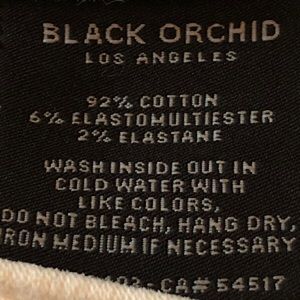 BLACK ORCHID
LOS ANGELES
92% COTTON
6% ELASTOMULTIESTER
2% ELASTANE
WASH INSIDE OUT IN
COLD WATER WITH
LIKE COLORS,
DO NOT BLEACH, HANG DRY,
IRON MEDIUM IF NECESSARY
CA# 54517